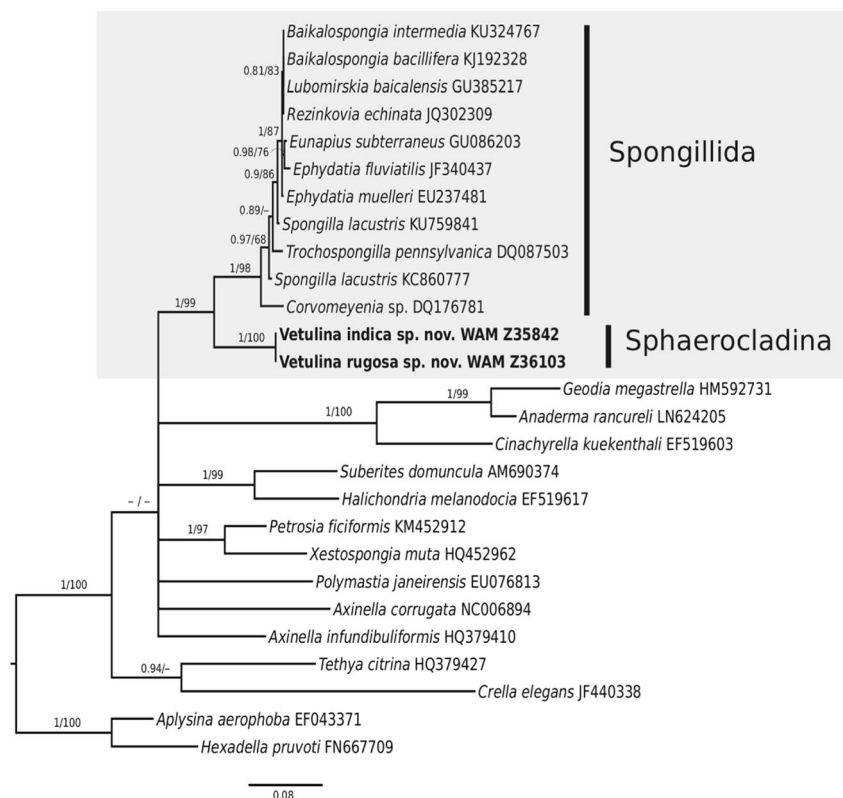 Baikalospongia intermedia KU324767
Baikalospongia bacillifera KJ192328
0.81/83
Lubomirskia baicalensis GU385217
Rezinkovia echinata JQ302309
1/87
Eunapius subterraneus GU086203
Spongillida
0.98/76
Ephydatia fluviatilis JF340437
0.9/86
Ephydatia muelleri EU237481
0.89/–
Spongilla lacustris KU759841
0.97/68
Trochospongilla pennsylvanica DQ087503
1/98
Spongilla lacustris KC860777
1/99
Corvomeyenia sp. DQ176781
1/100
Vetulina indica sp. nov. WAM Z35842
Sphaerocladina
Vetulina rugosa sp. nov. WAM Z36103
1/99
Geodia megastrella HM592731
1/100
Anaderma rancureli LN624205
Cinachyrella kuekenthali EF519603
1/99
Suberites domuncula AM690374
– / –
Halichondria melanodocia EF519617
1/97
Petrosia ficiformis KM452912
Xestospongia muta HQ452962
1/100
Polymastia janeirensis EU076813
Axinella corrugata NC006894
Axinella infundibuliformis HQ379410
0.94/–
Tethya citrina HQ379427
Crella elegans JF440338
1/100
Aplysina aerophoba EF043371
Hexadella pruvoti FN667709
0.08